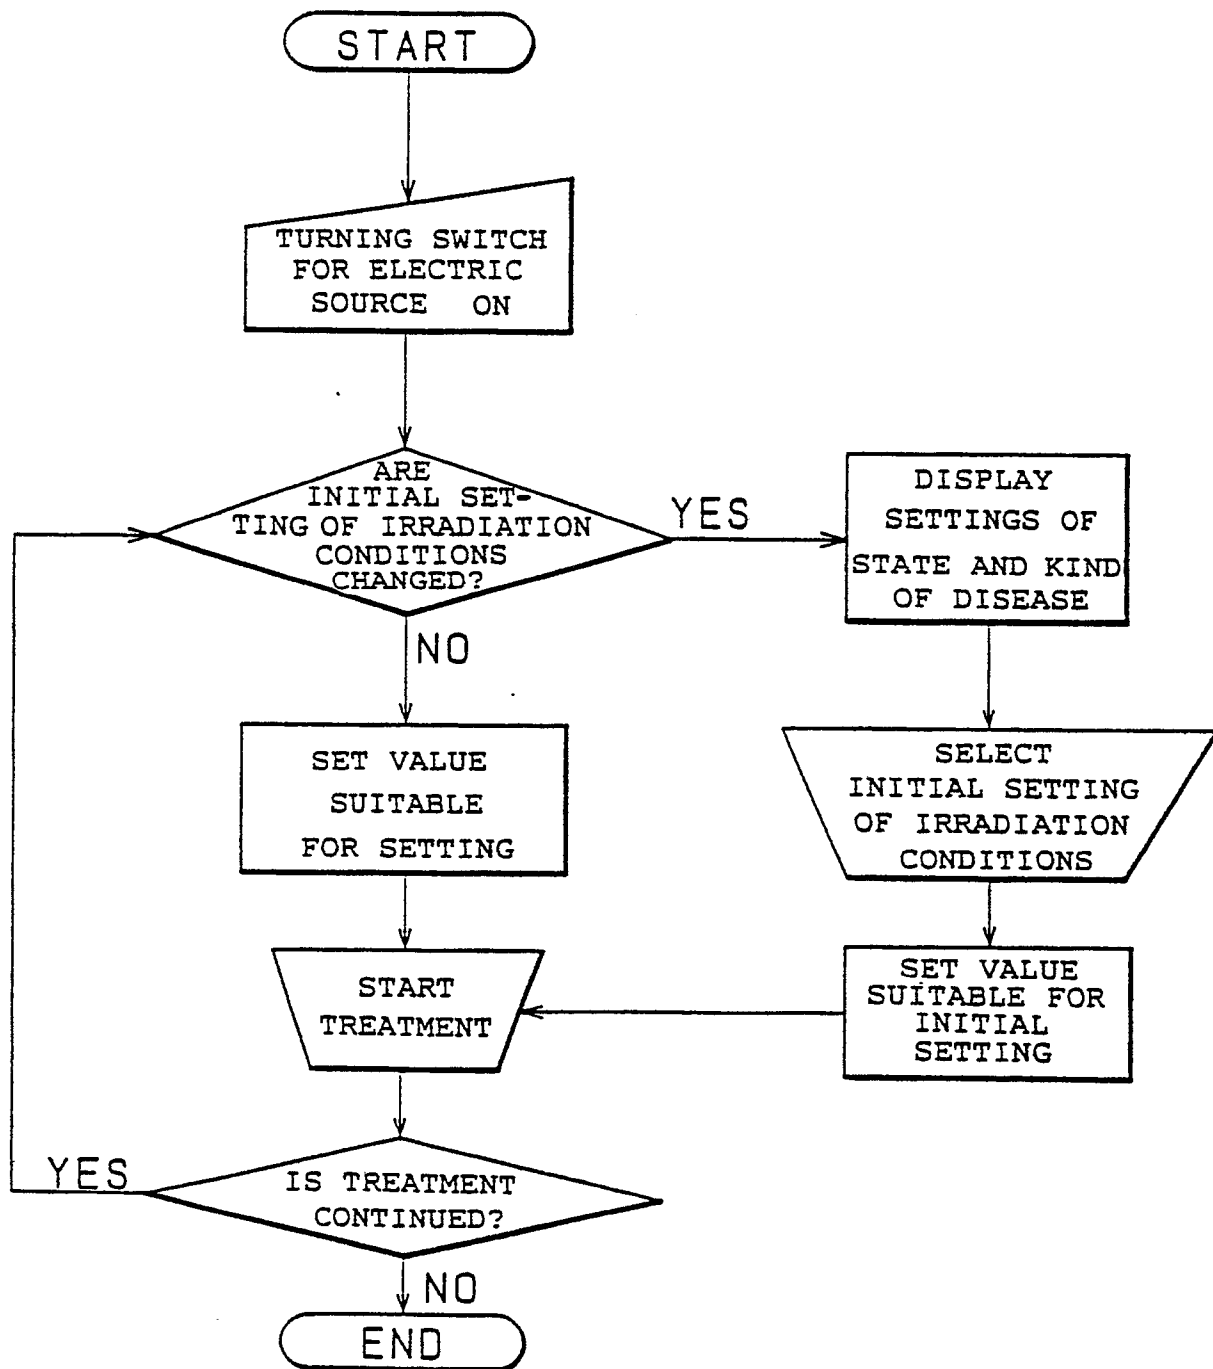 START
TURNING SWITCH
FOR ELECTRIC
SOURCE ON
ARE
INITIAL SET-
TING OF IRRADIATION
CONDITIONS
CHANGED?
YES
DISPLAY
SETTINGS OF
STATE AND KIND
OF DISEASE
NO
SET VALUE
SUITABLE
FOR SETTING
SELECT
INITIAL SETTING
OF IRRADIATION
CONDITIONS
START
TREATMENT
SET VALUE
SUITABLE FOR
INITIAL
SETTING
YES
IS TREATMENT
CONTINUED?
NO
END